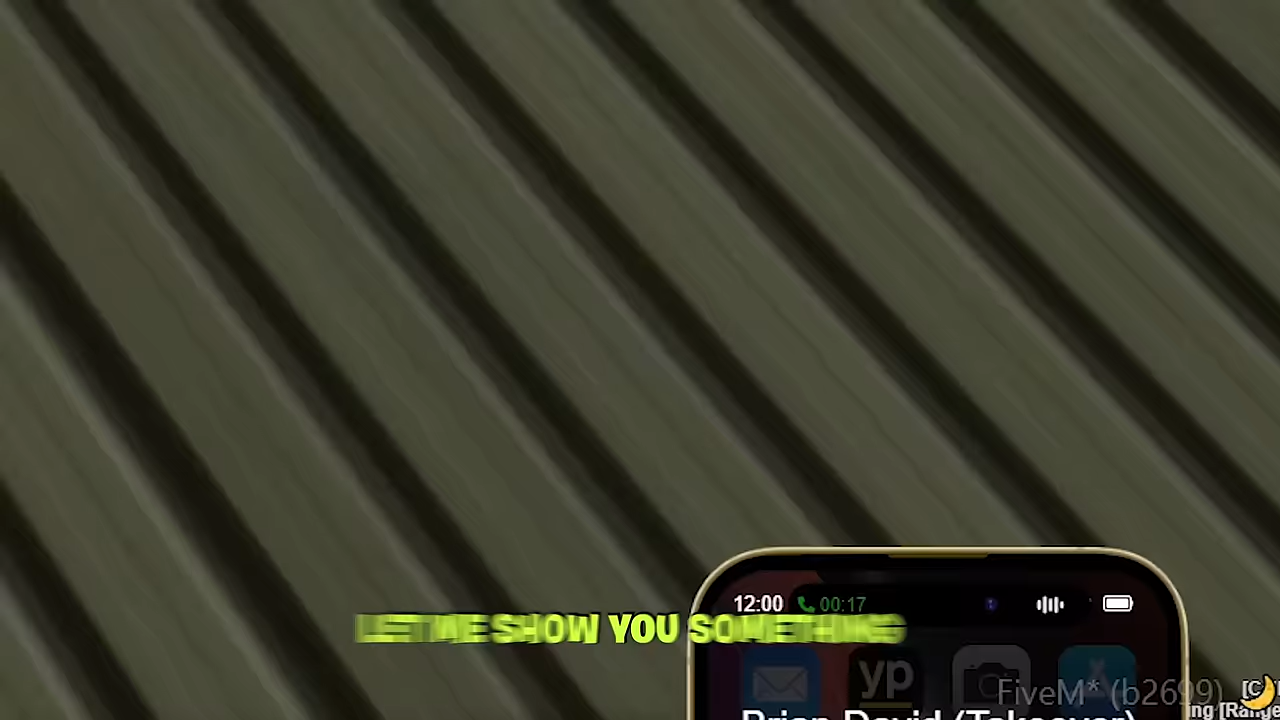 12:00 00:17
LET ME SHOW YOU SOMETHING
yp
FiveM* (b2699)
Brian David (Takeover)